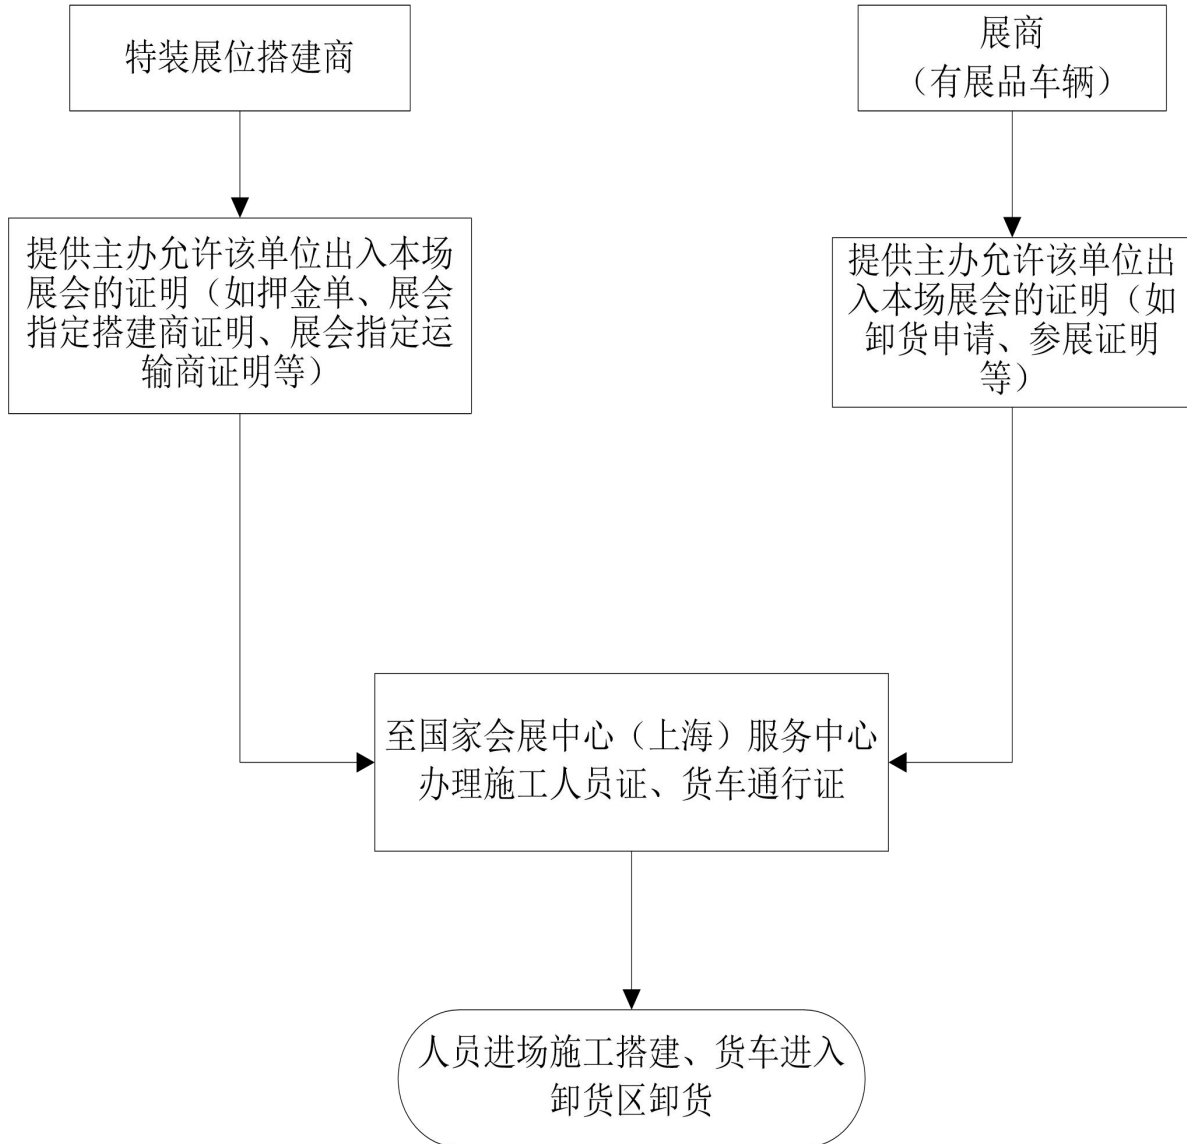 特装展位搭建商
展商
（有展品车辆）
提供主办允许该单位出入本场
展会的证明（如押金单、展会
指定搭建商证明、展会指定运
输商证明等）
提供主办允许该单位出
入本场展会的证明（如
卸货申请、参展证明
等）
至国家会展中心（上海）服务中心
办理施工人员证、货车通行证
人员进场施工搭建、货车进入
卸货区卸货